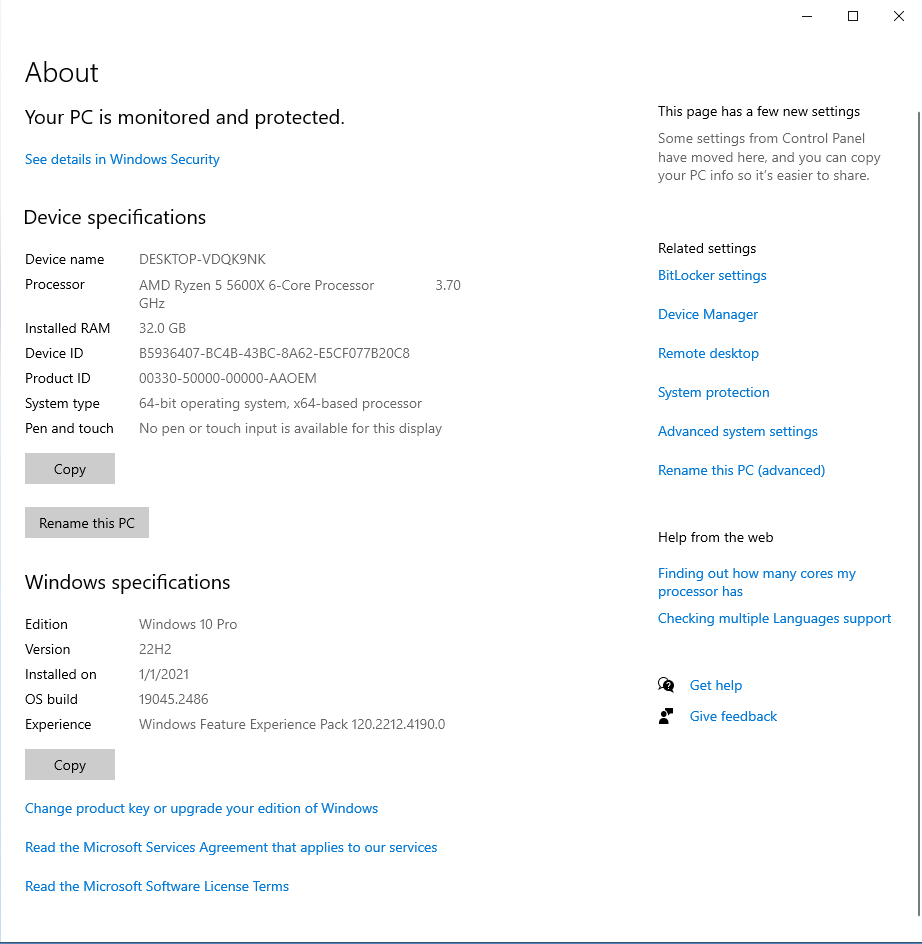 About
Your PC is monitored and protected.
See details in Windows Security
Device specifications
Device name DESKTOP-VDQK9NK
Processor AMD Ryzen 5 5600X 6-Core Processor 3.70
GHz
Installed RAM 32.0 GB
Device ID B5936407-BC4B-43BC-8A62-E5CF077B20C8
Product ID 00330-50000-00000-AAOEM
System type 64-bit operating system, x64-based processor
Pen and touch No pen or touch input is available for this display
Copy
Rename this PC
Windows specifications
Edition Windows 10 Pro
Version 22H2
Installed on 1/1/2021
OS build 19045.2486
Experience Windows Feature Experience Pack 120.2212.4190.0
Copy
Change product key or upgrade your edition of Windows
Read the Microsoft Services Agreement that applies to our services
Read the Microsoft Software License Terms
This page has a few new settings
Some settings from Control Panel
have moved here, and you can copy
your PC info so it’s easier to share.
Related settings
BitLocker settings
Device Manager
Remote desktop
System protection
Advanced system settings
Rename this PC (advanced)
Help from the web
Finding out how many cores my
processor has
Checking multiple Languages support
Get help
Give feedback